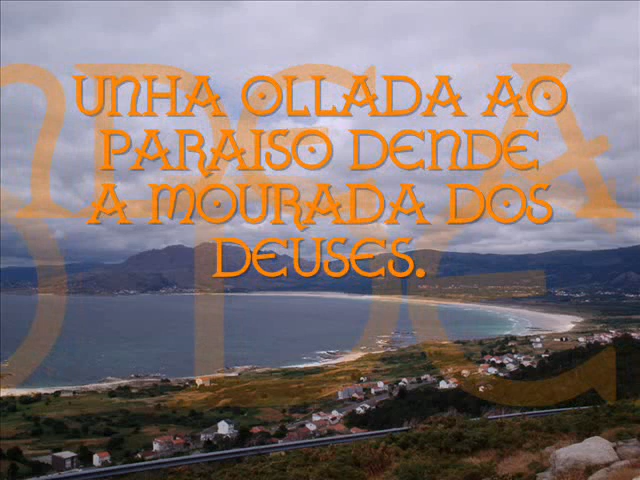 UNHA OLLADA AO
PARAISO DENDE
A MOURADA DOS
DEUSES.